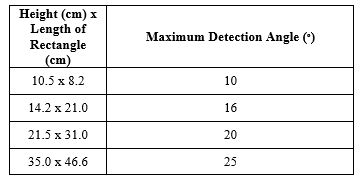 Height (cm) x
Length of
Rectangle
(cm)
Maximum Detection Angle (°)
10.5 x 8.2
10
14.2 x 21.0
16
21.5 x 31.0
20
35.0 x 46.6
25